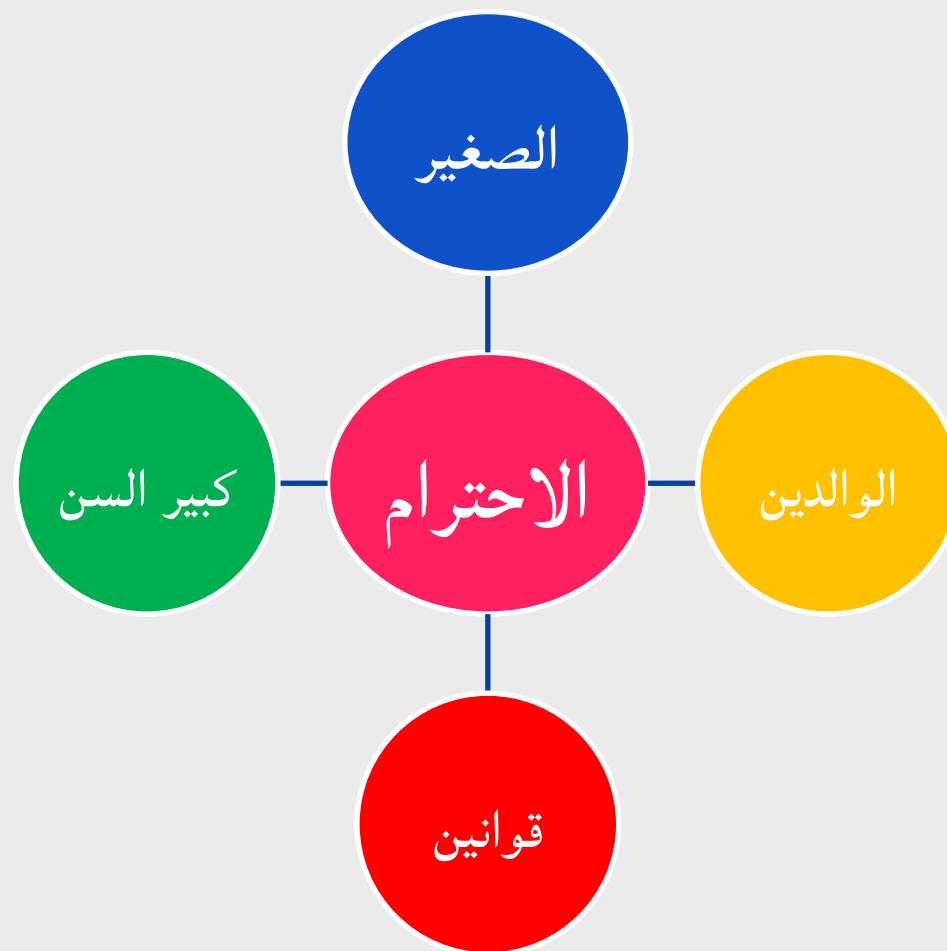 الصغير
الوالدين
الاحترام
كبير السن
قوانين